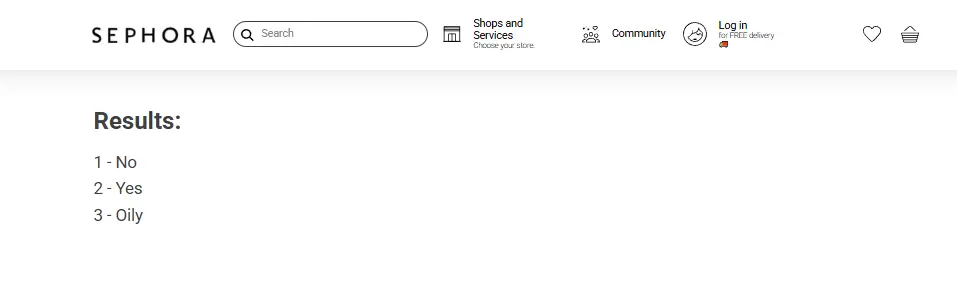 SEPHORA
Search
Shops and
Services
Choose your store.
Community
Log in
for FREE delivery
Results:
1 - No
2 - Yes
3 - Oily